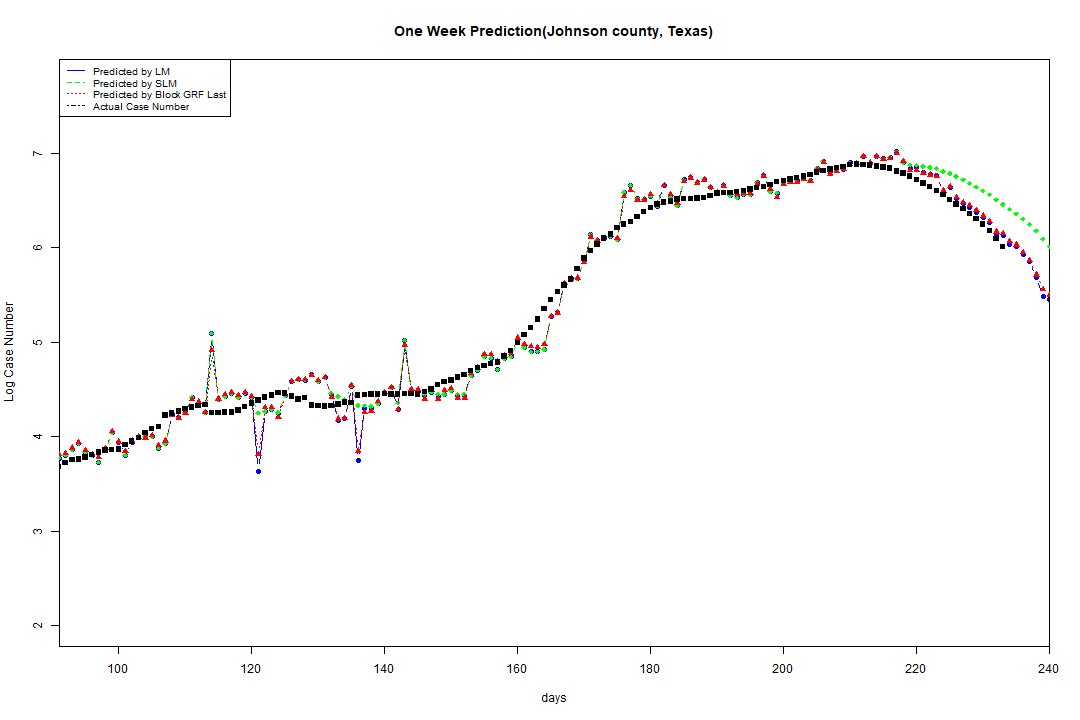 One Week Prediction(Johnson county, Texas)
Predicted by LM
Predicted by SLM
Predicted by Block GRF Last
Actual Case Number
Log Case Number
7
6
5
4
3
2
100 120 140 160 180 200 220 240
days